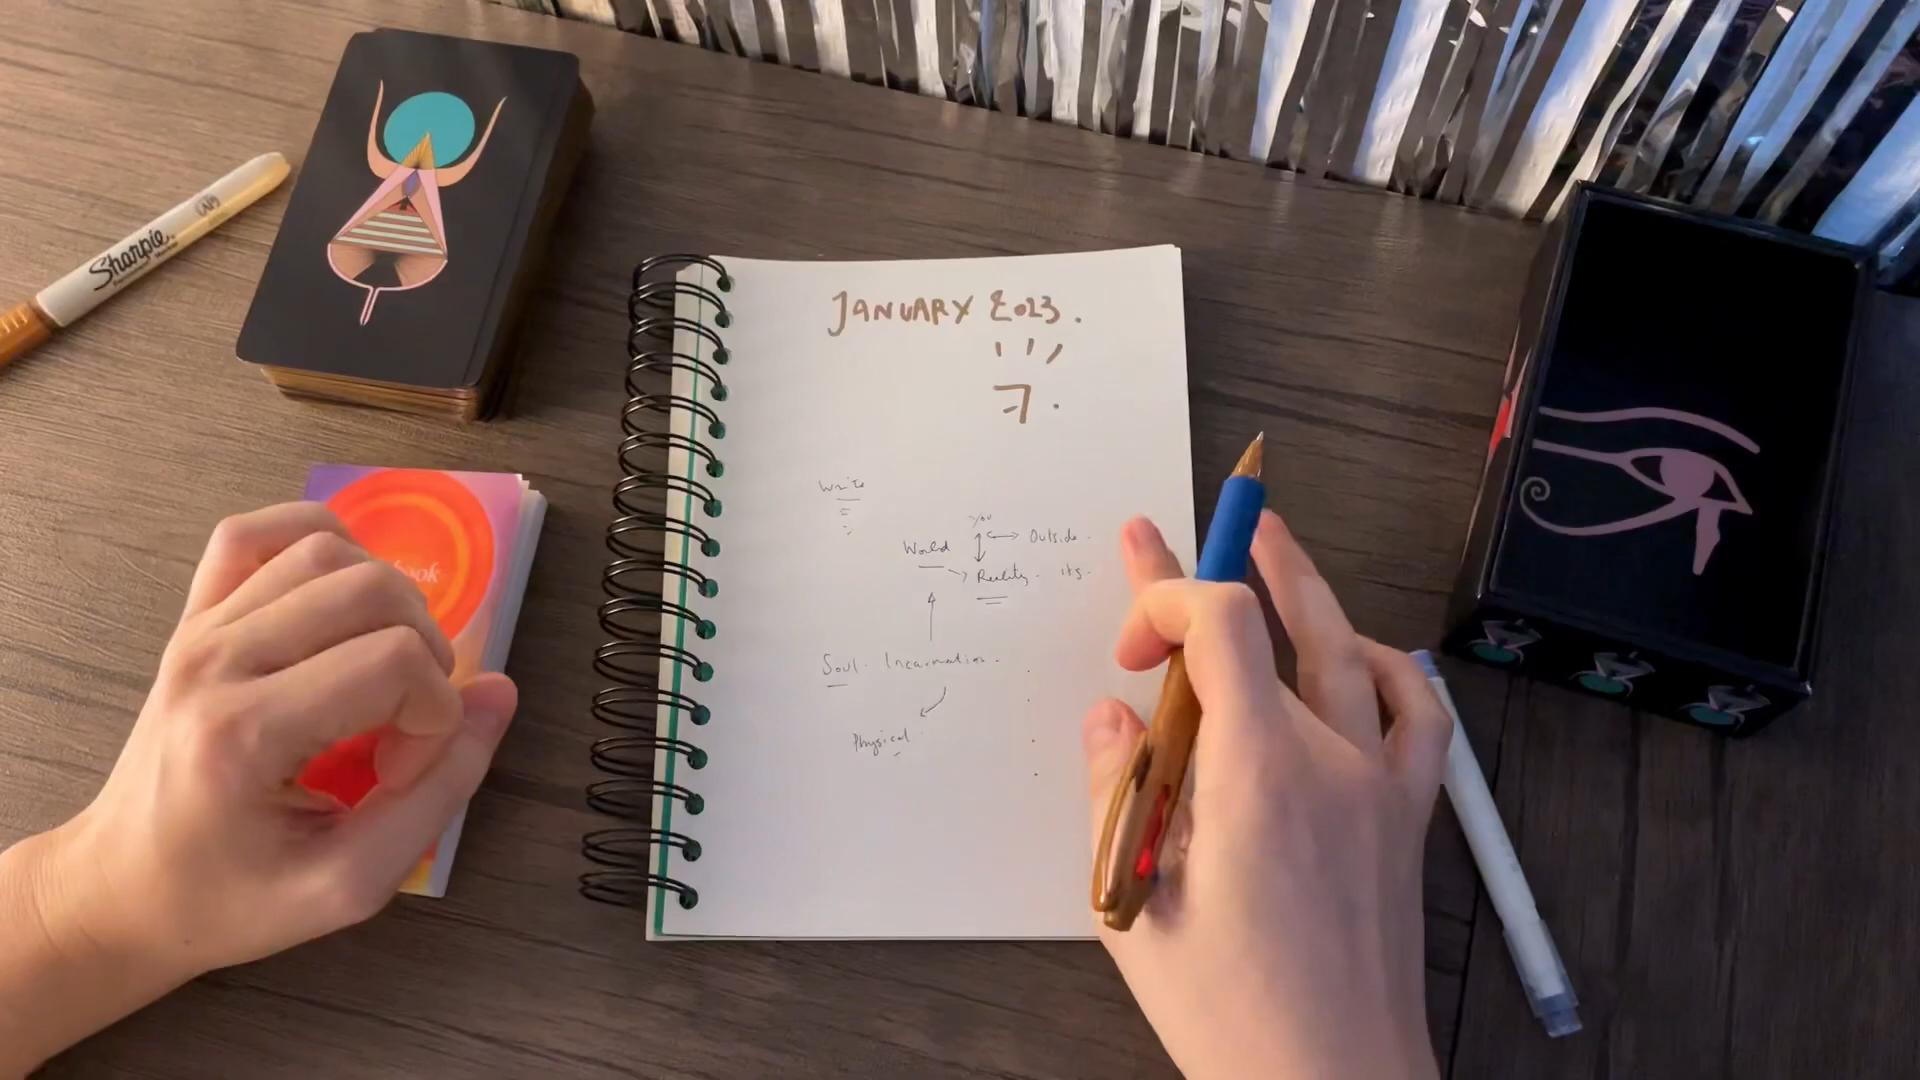 Sharpie
JANUARY 2023.
7.
Write
You
World
Outside.
Reality. its.
Soul. Incarnation.
Physical